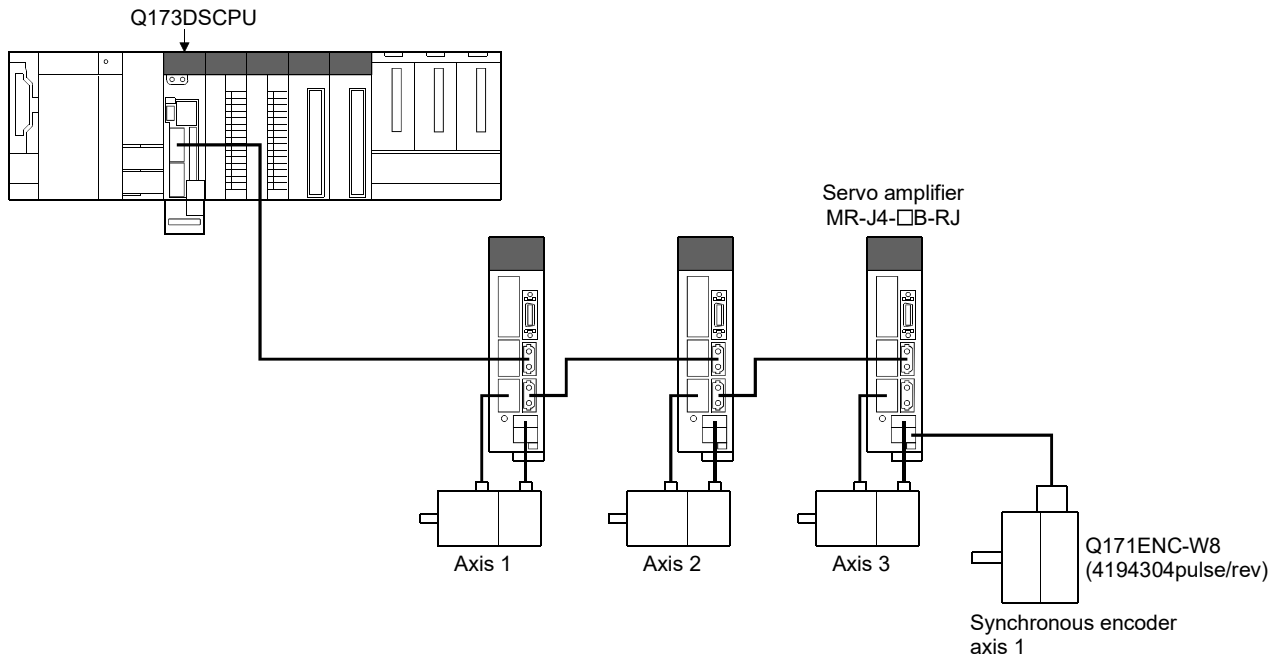 Q173DSCPU
Servo amplifier
MR-J4-□B-RJ
Axis 1
Axis 2
Axis 3
Q171ENC-W8
(4194304pulse/rev)
Synchronous encoder
axis 1